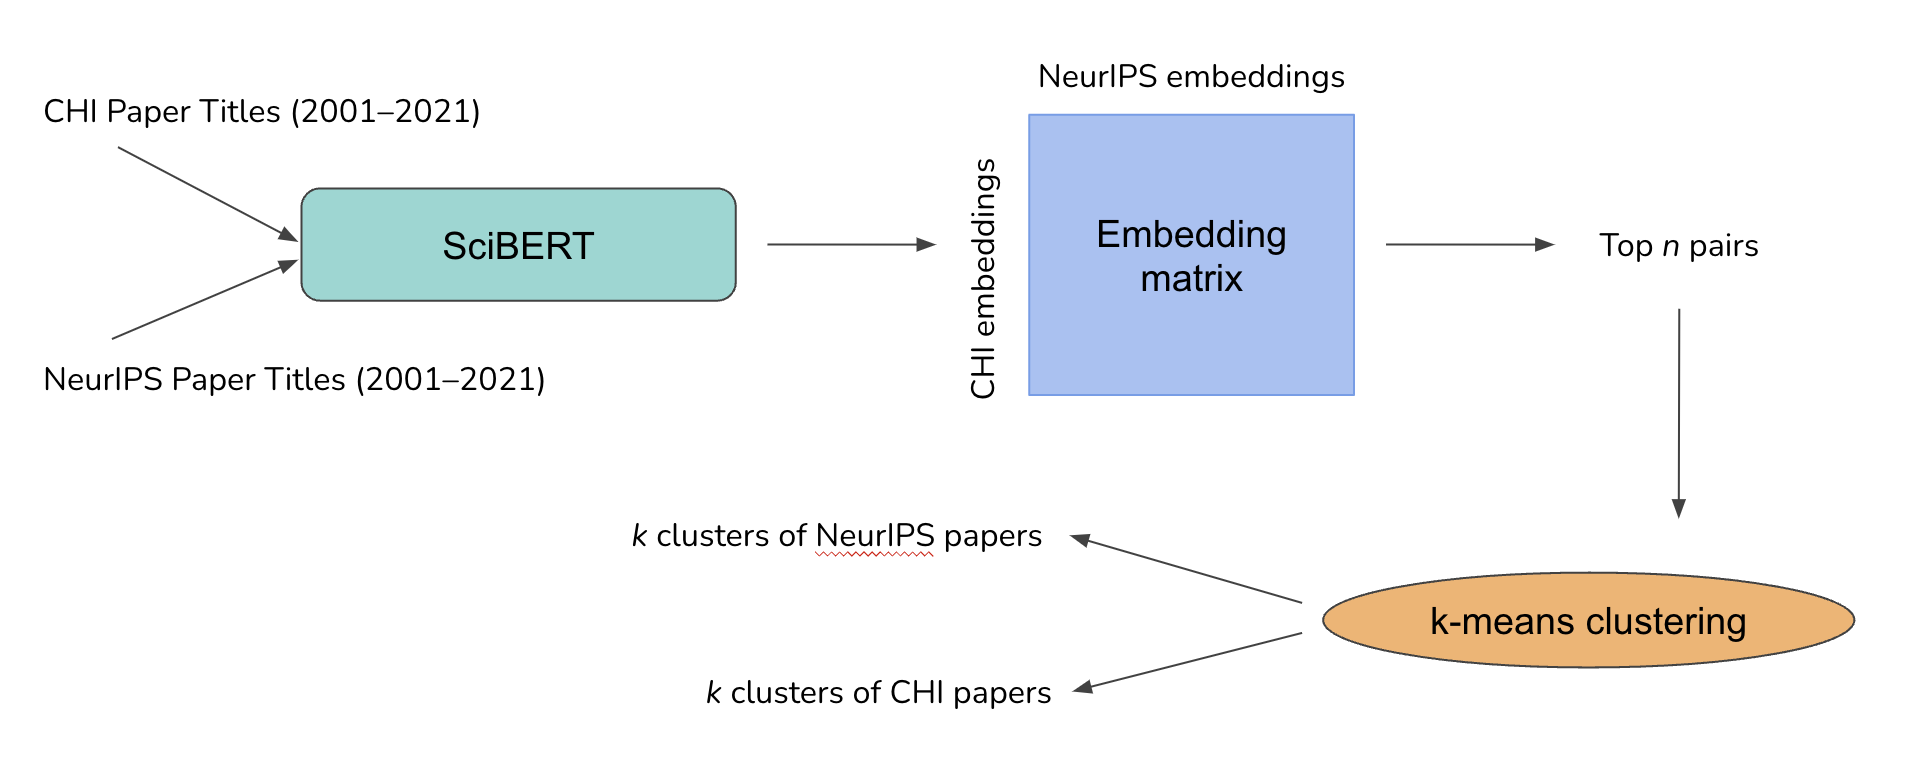 CHI Paper Titles (2001–2021)
NeurIPS Paper Titles (2001–2021)
SciBERT
NeurIPS embeddings
CHI embeddings
Embedding
matrix
Top n pairs
k-means clustering
k clusters of NeurIPS papers
k clusters of CHI papers